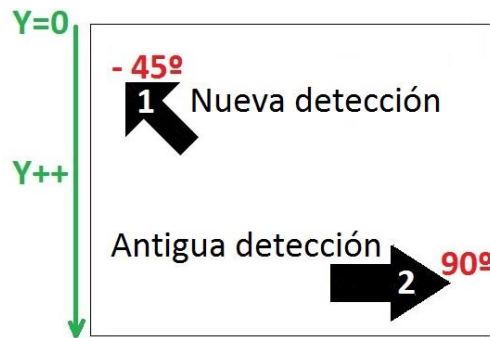 Y=0
- 45º
1 Nueva detección
Y++
Antigua detección
90º
2